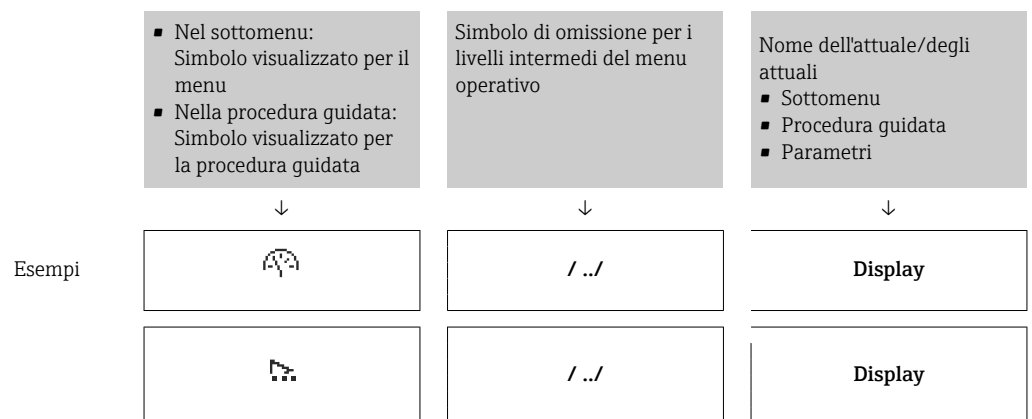 ▪ Nel sottomenu:
Simbolo visualizzato per il
menu
▪ Nella procedura guidata:
Simbolo visualizzato per
la procedura guidata
Simbolo di omissione per i
livelli intermedi del menu
operativo
Nome dell'attuale/degli
attuali
▪ Sottomenu
▪ Procedura guidata
▪ Parametri
↓ ↓ ↓
Esempi / ../ Display
/ ../ Display